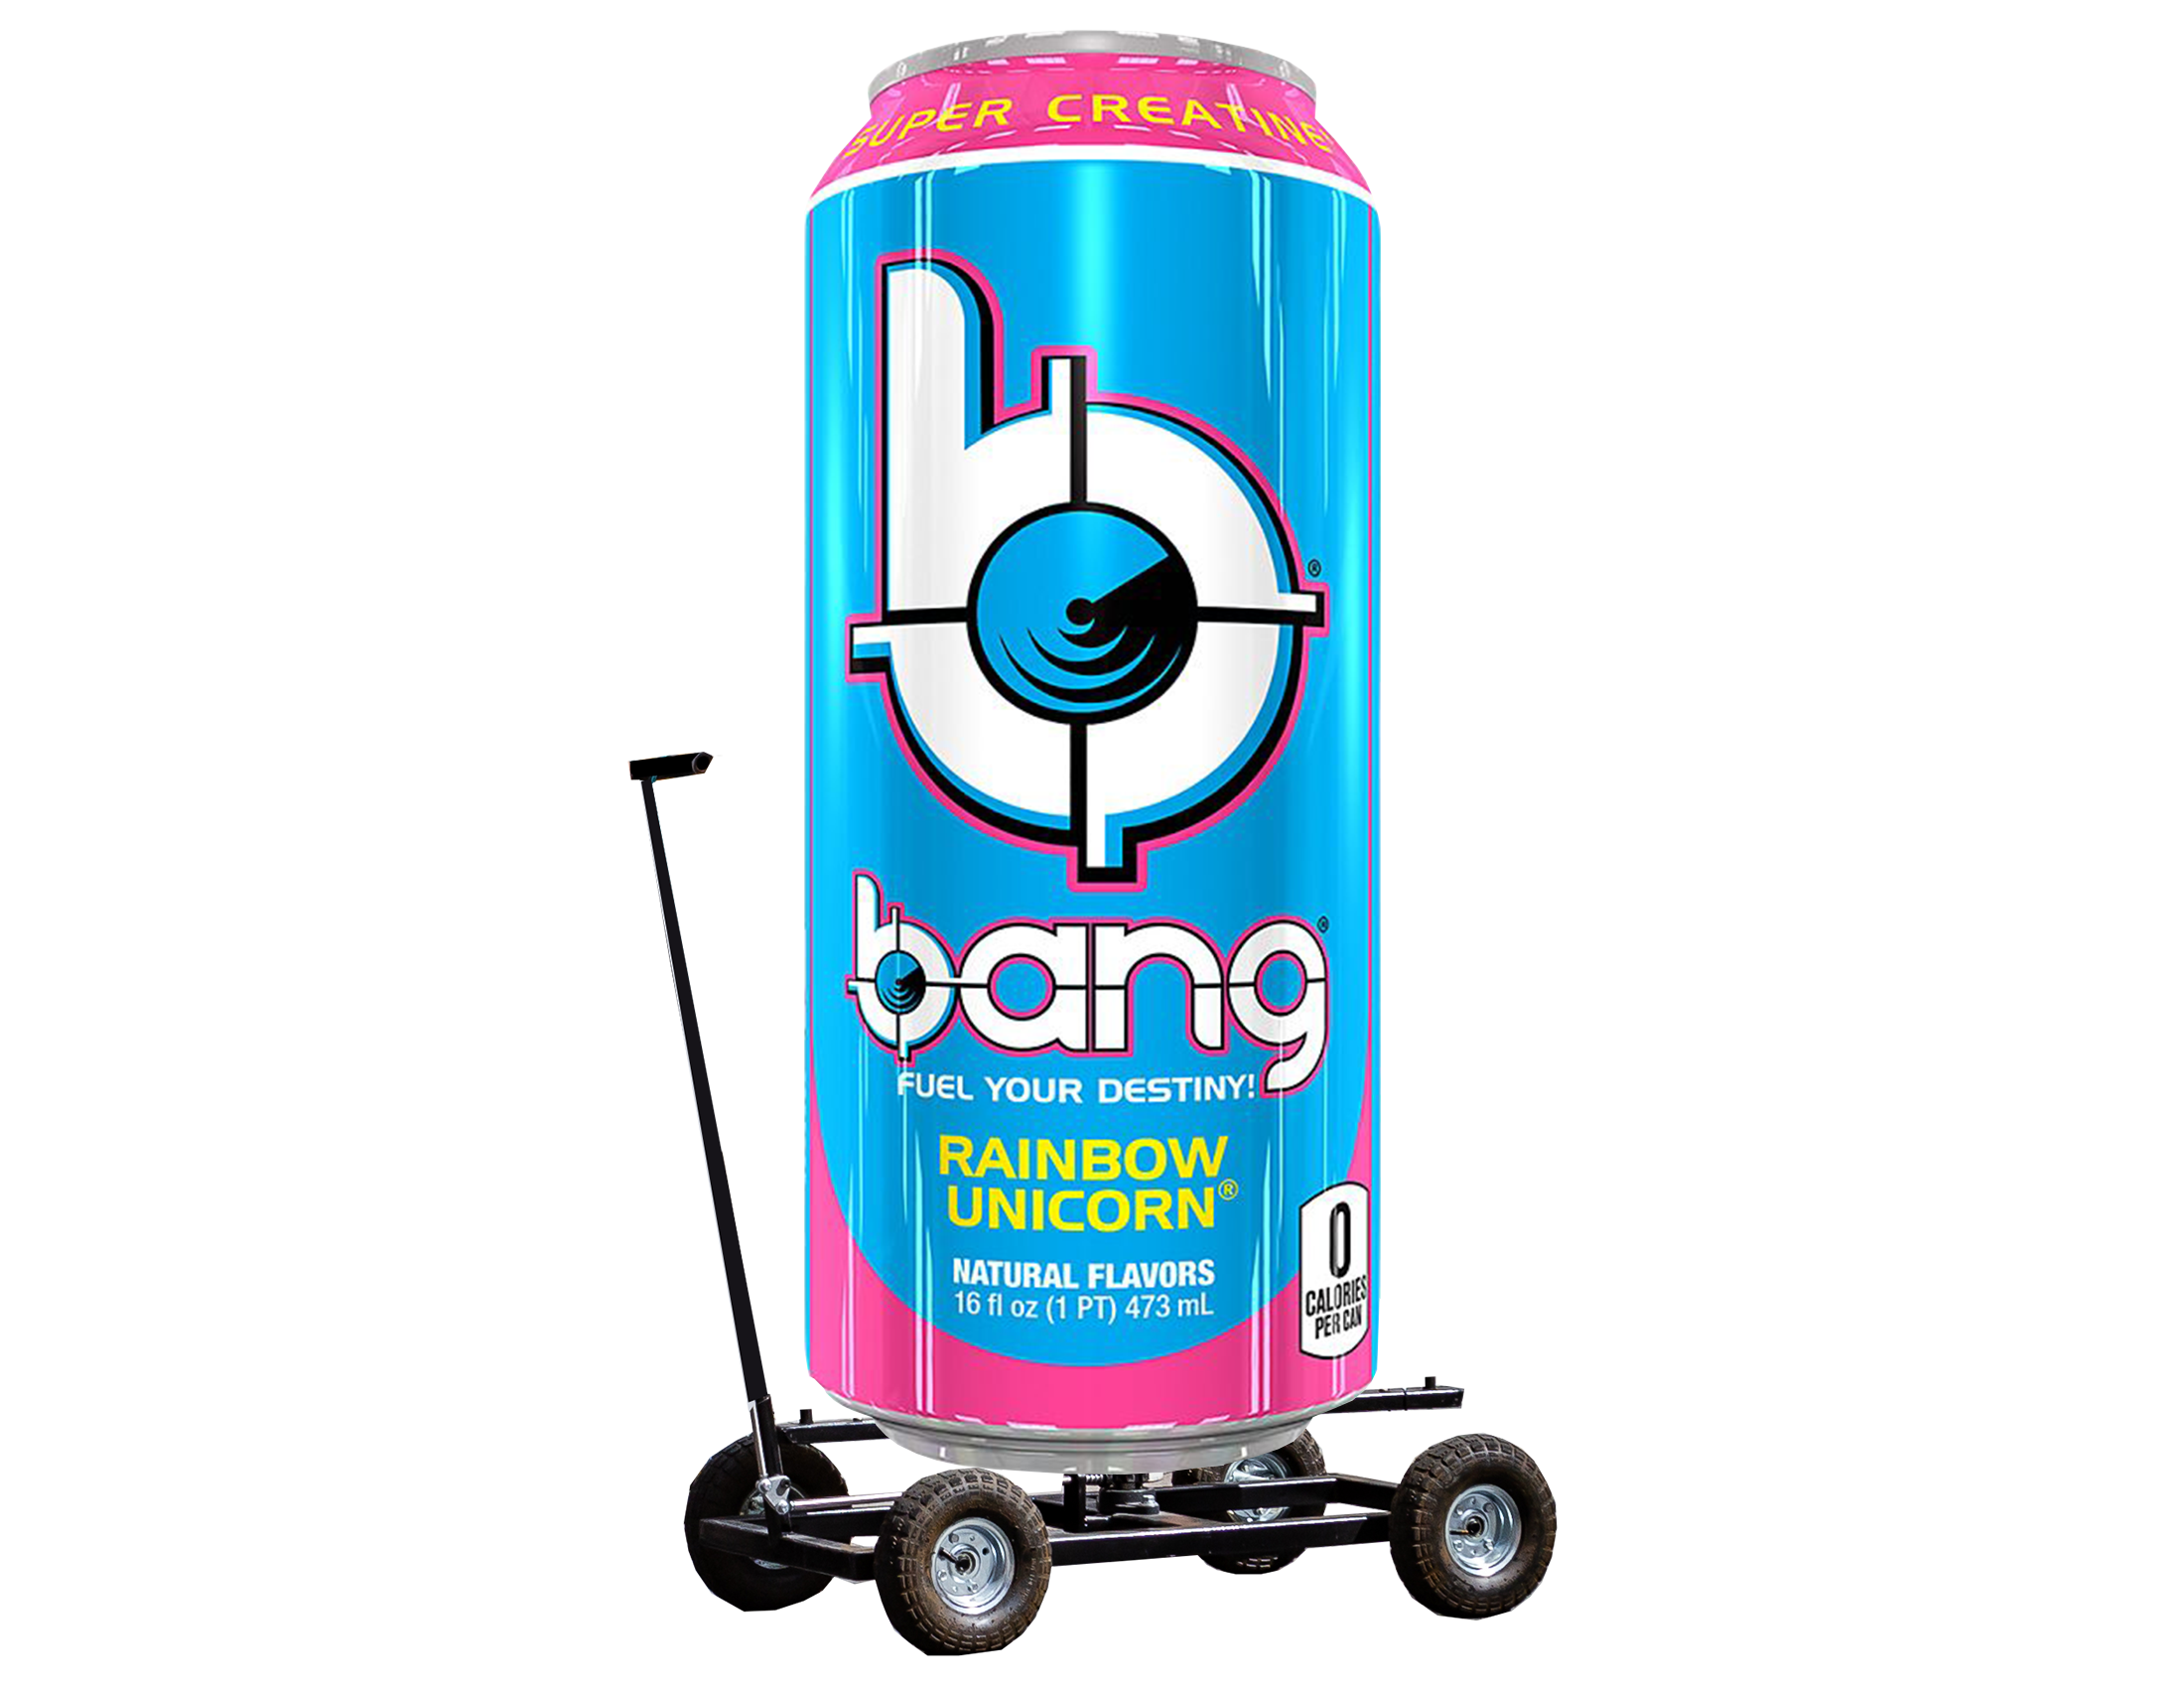 SUPER CREATINE
®
bang®
FUEL YOUR DESTINY!
RAINBOW
UNICORN®
NATURAL FLAVORS
16 fl oz (1 PT) 473 mL
0
CALORIES
PER CAN